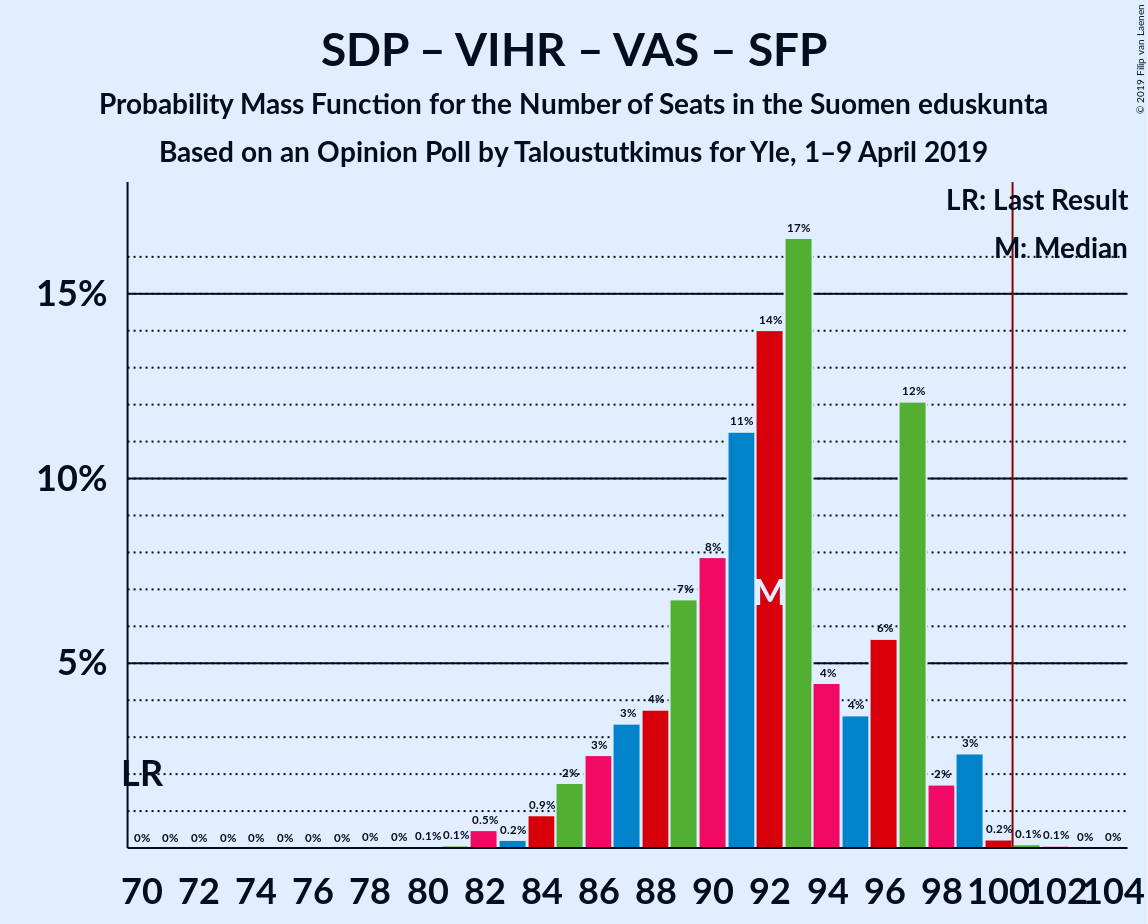 SDP – VIHR – VAS – SFP
Probability Mass Function for the Number of Seats in the Suomen eduskunta
Based on an Opinion Poll by Taloustutkimus for Yle, 1–9 April 2019
© 2019 Filip van Laenen
LR: Last Result
M: Median
15%
10%
5%
LR
M
0% 0% 0% 0% 0% 0% 0% 0% 0% 0% 0.1% 0.1% 0.5% 0.2% 0.9% 2% 3% 3% 4% 7% 8% 11% 14% 17% 4% 4% 6% 12% 2% 3% 0.2% 0.1% 0.1% 0% 0%
70 72 74 76 78 80 82 84 86 88 90 92 94 96 98 100 102 104